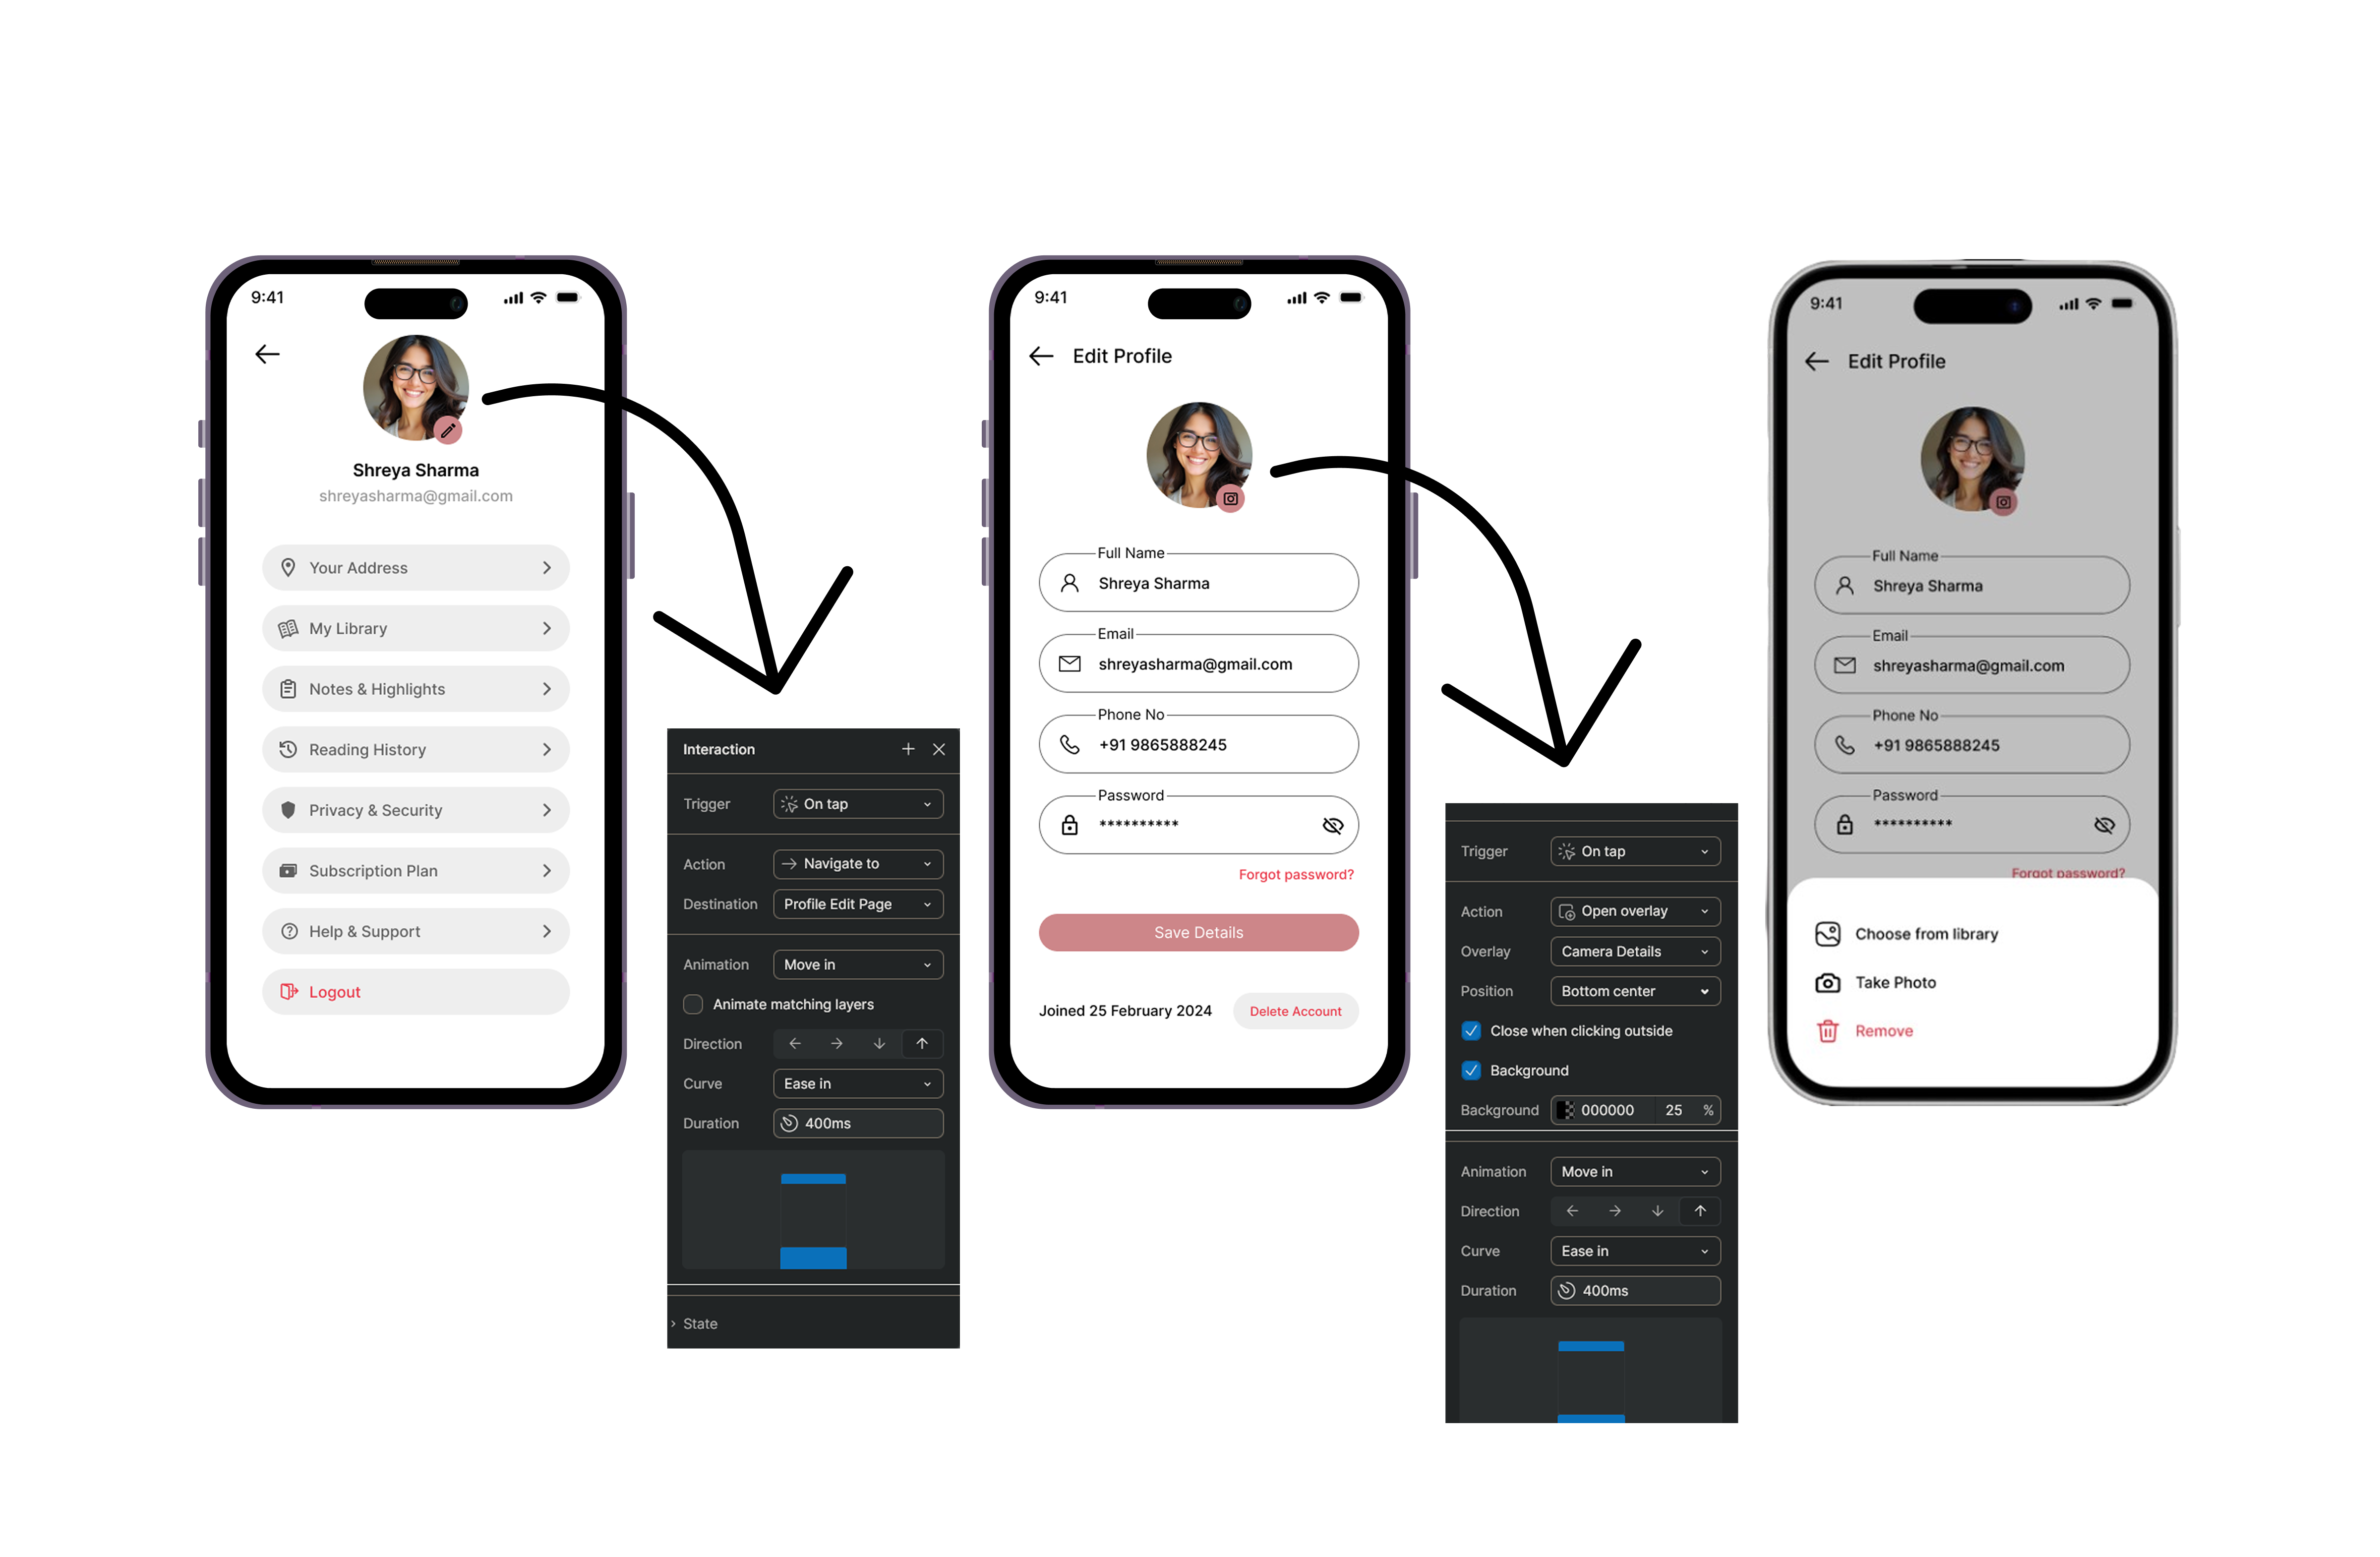 9:41
Shreya Sharma
shreyasharma@gmail.com
Your Address
My Library
Notes & Highlights
Reading History
Privacy & Security
Subscription Plan
Help & Support
Logout
Interaction
Trigger On tap
Action Navigate to
Destination Profile Edit Page
Animation Move in
Animate matching layers
Direction
Curve Ease in
Duration 400ms
State
9:41
Edit Profile
Full Name
Shreya Sharma
Email
shreyasharma@gmail.com
Phone No
+91 9865888245
Password
**********
Forgot password?
Save Details
Joined 25 February 2024 Delete Account
Trigger On tap
Action Open overlay
Overlay Camera Details
Position Bottom center
Close when clicking outside
Background
Background 000000 25 %
Animation Move in
Direction
Curve Ease in
Duration 400ms
9:41
Edit Profile
Full Name
Shreya Sharma
Email
shreyasharma@gmail.com
Phone No
+91 9865888245
Password
**********
Forgot password?
Choose from library
Take Photo
Remove